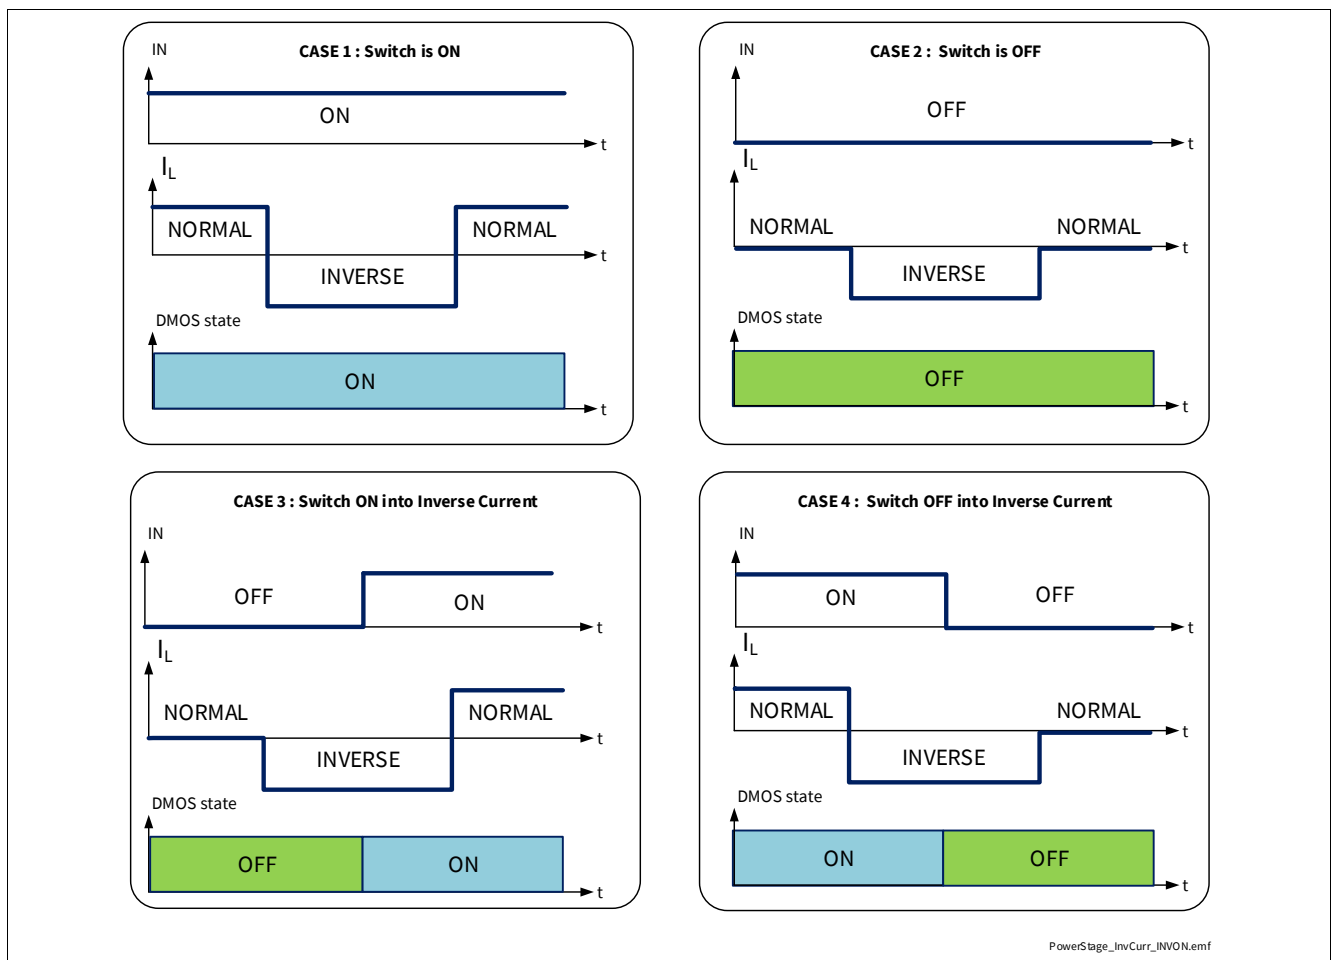 CASE 1 : Switch is ON
IN
ON
t
IL
NORMAL
NORMAL
t
INVERSE
DMOS state
ON
t
CASE 2 : Switch is OFF
IN
OFF
t
IL
NORMAL
NORMAL
t
INVERSE
DMOS state
OFF
t
CASE 3 : Switch ON into Inverse Current
IN
OFF
ON
t
IL
NORMAL
NORMAL
t
INVERSE
DMOS state
OFF
ON
t
CASE 4 : Switch OFF into Inverse Current
IN
ON
OFF
t
IL
NORMAL
NORMAL
t
INVERSE
DMOS state
ON
OFF
t
PowerStage_InvCurr_INVON.emf